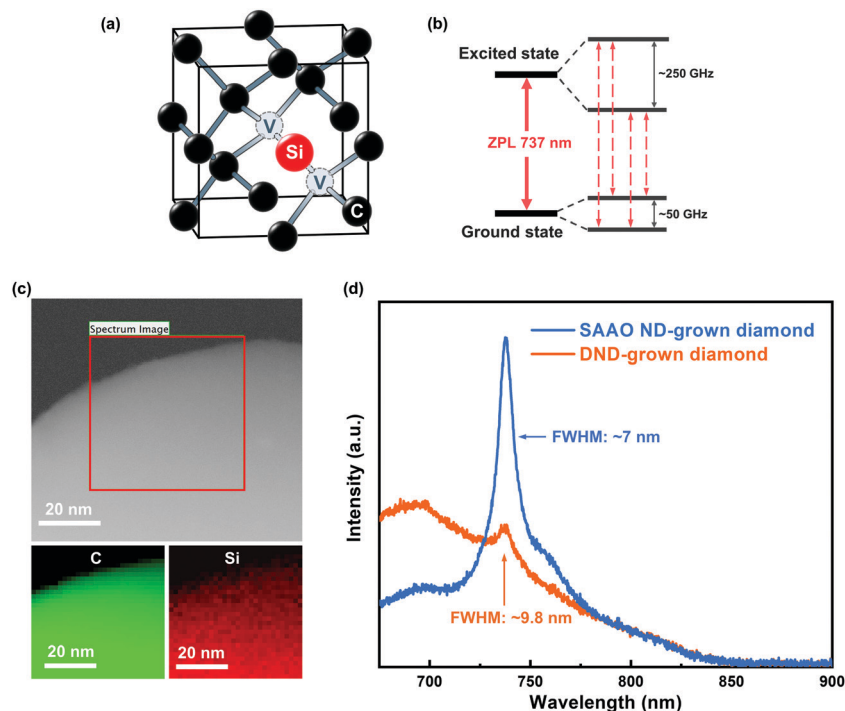 (a)
V
Si
V
C
(b)
Excited state
~250 GHz
ZPL 737 nm
~50 GHz
Ground state
(c)
Spectrum Image
20 nm
C
20 nm
Si
20 nm
(d)
SAAO ND-grown diamond
DND-grown diamond
FWHM: ~7 nm
FWHM: ~9.8 nm
Intensity (a.u.)
700 750 800 850 900
Wavelength (nm)